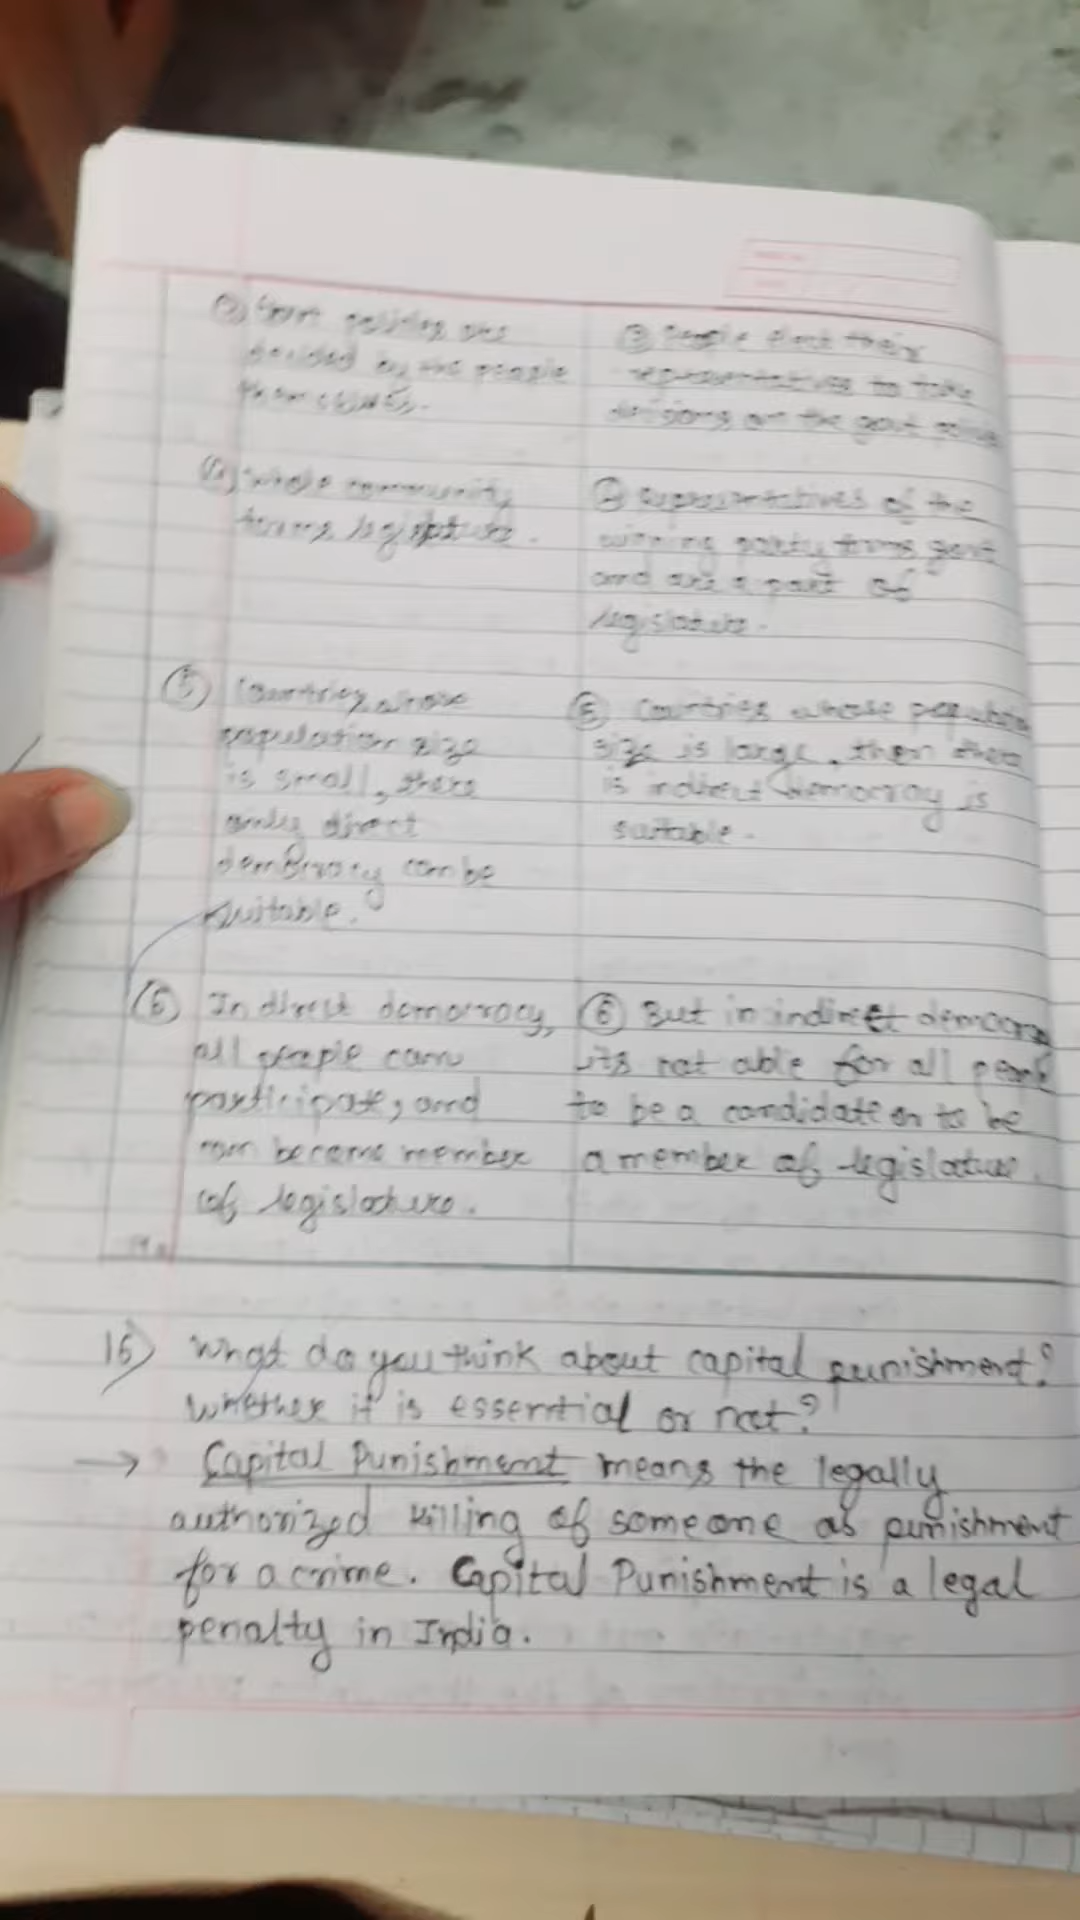 decided by the people
themselves.
③ People elect their
representatives to take
decisions on the govt
④ whole community
forms legislature.
④ Representatives of the
winning party forms govt
and are a part of
legislature.
⑤ Countries whose
population size
is small, there
only direct
democracy can be
suitable.
⑤ Countries whose population
size is large, then there
is indirect democracy is
suitable.
⑥ In direct democracy,
all people can
participate, and
can become member
of legislature.
⑥ But in indirect democracy
its not able for all people
to be a candidate or to be
a member of legislature.
15) What do you think about capital punishment?
Whether it is essential or not?
→ Capital Punishment means the legally
authorized killing of someone as punishment
for a crime. Capital Punishment is a legal
penalty in India.